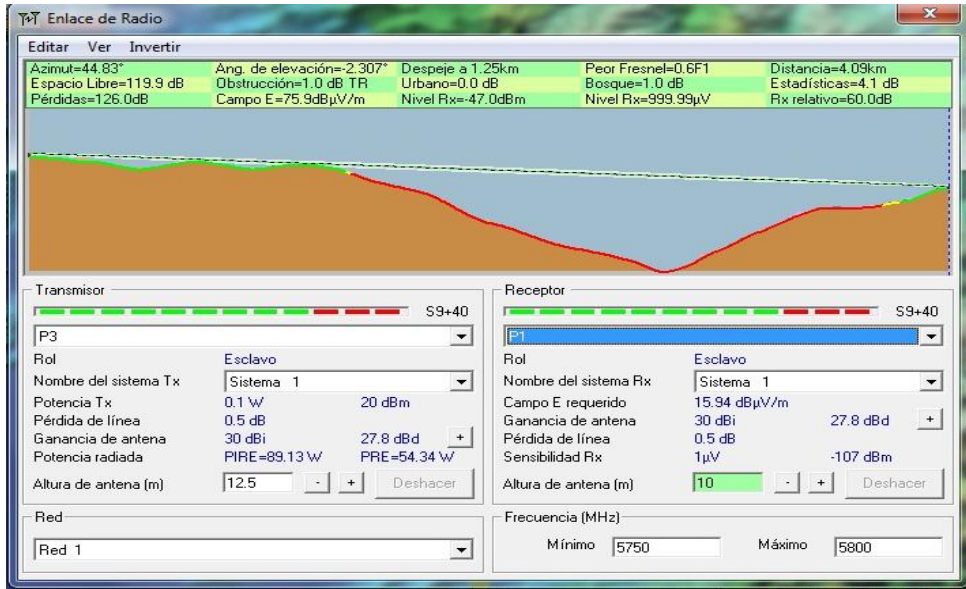 Enlace de Radio
Editar Ver Invertir
Azimut=44.83° Ang. de elevación=-2.307° Despeje a 1.25km Peor Fresnel=0.6F1 Distancia=4.09km
Espacio Libre=119.9 dB Obstrucción=1.0 dB TR Urbano=0.0 dB Bosque=1.0 dB Estadísticas=4.1 dB
Pérdidas=126.0dB Campo E=75.9dBµV/m Nivel Rx=-47.0dBm Nivel Rx=999.99µV Rx relativo=60.0dB
Transmisor
S9+40
P3
Rol Esclavo
Nombre del sistema Tx Sistema 1
Potencia Tx 0.1 W 20 dBm
Pérdida de línea 0.5 dB
Ganancia de antena 30 dBi 27.8 dBd +
Potencia radiada PIRE=89.13 W PRE=54.34 W
Altura de antena (m) 12.5 - + Deshacer
Red
Red 1
Receptor
S9+40
P1
Rol Esclavo
Nombre del sistema Rx Sistema 1
Campo E requerido 15.94 dBµV/m
Ganancia de antena 30 dBi 27.8 dBd +
Pérdida de línea 0.5 dB
Sensibilidad Rx 1µV -107 dBm
Altura de antena (m) 10 - + Deshacer
Frecuencia (MHz)
Mínimo 5750 Máximo 5800